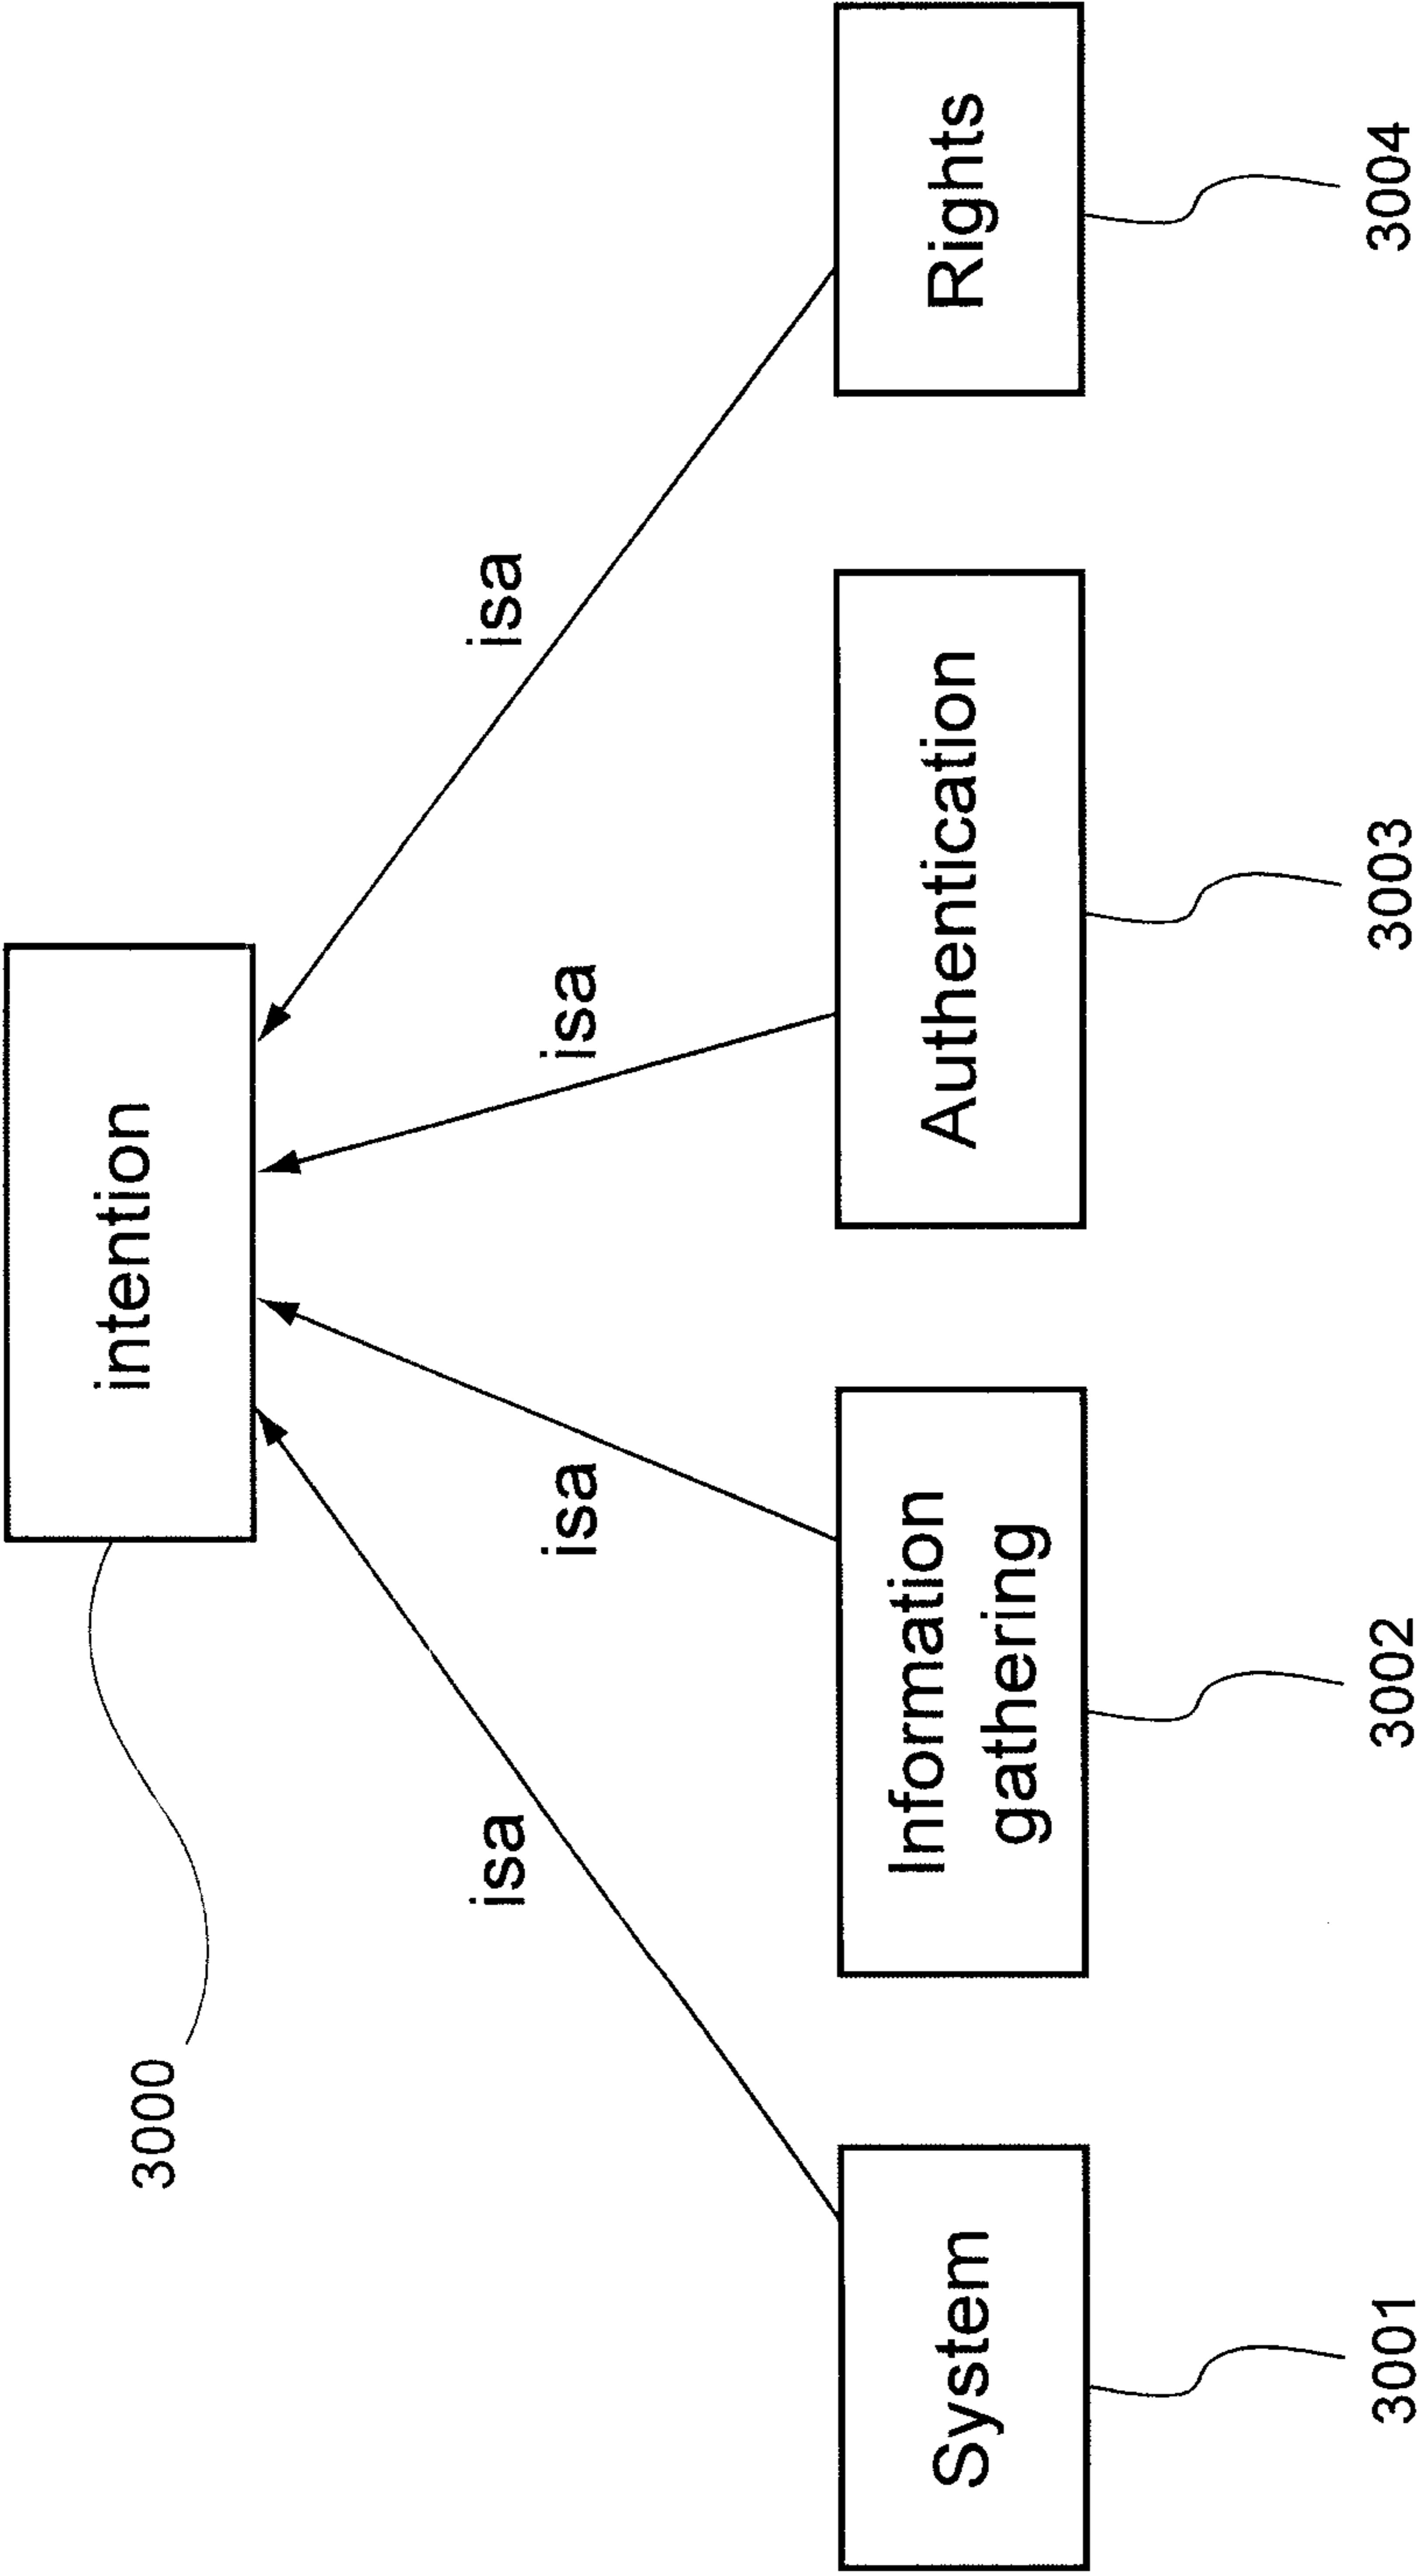 intention
3000
isa
isa
isa
isa
System
Information
gathering
Authentication
Rights
3001
3002
3003
3004